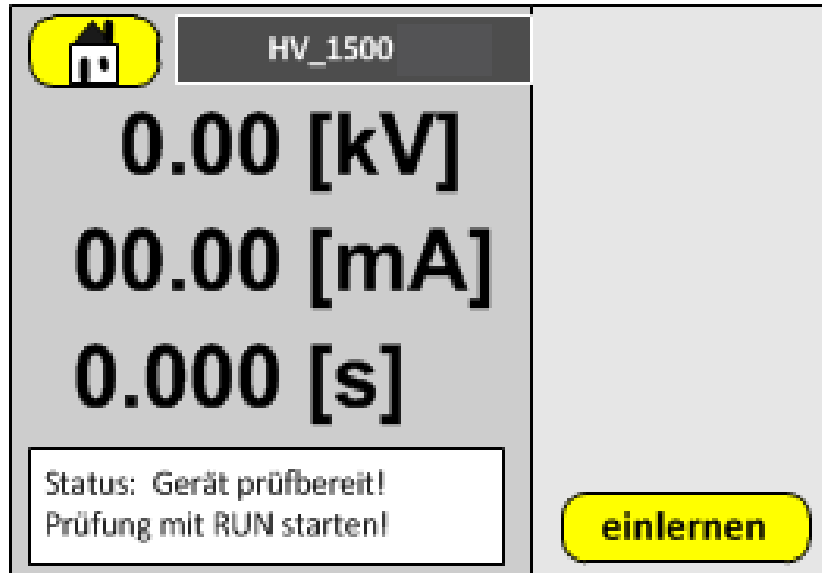 HV_1500
0.00 [kV]
00.00 [mA]
0.000 [s]
Status: Gerät prüfbereit!
Prüfung mit RUN starten!
einlernen